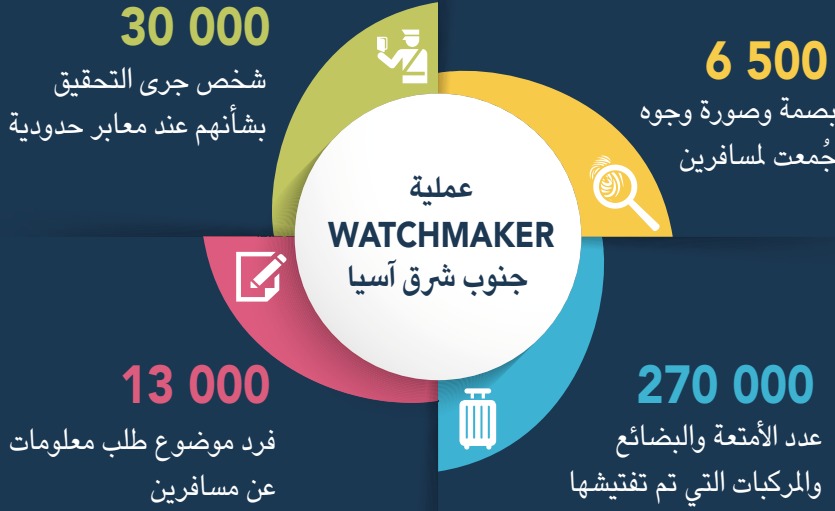 6 500
بصمة وصورة وجوه
جُمعت لمسافرين
30 000
شخص جرى التحقيق
بشأنهم عند معابر حدودية
عملية
WATCHMAKER
جنوب شرق آسيا
270 000
عدد الأمتعة والبضائع
والمركبات التي تم تفتيشها
13 000
فرد موضوع طلب معلومات
عن مسافرين